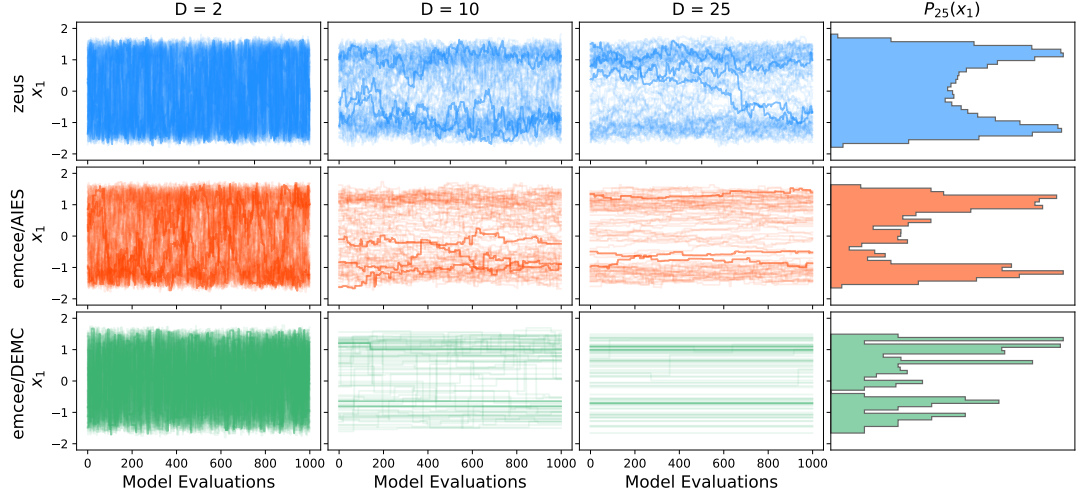 D = 2
D = 10
D = 25
P25(x1)
zeus
x1
2
1
0
−1
−2
emcee/AIES
x1
2
1
0
−1
−2
emcee/DEMC
x1
2
1
0
−1
−2
0 200 400 600 800 1000
0 200 400 600 800 1000
0 200 400 600 800 1000
Model Evaluations
Model Evaluations
Model Evaluations